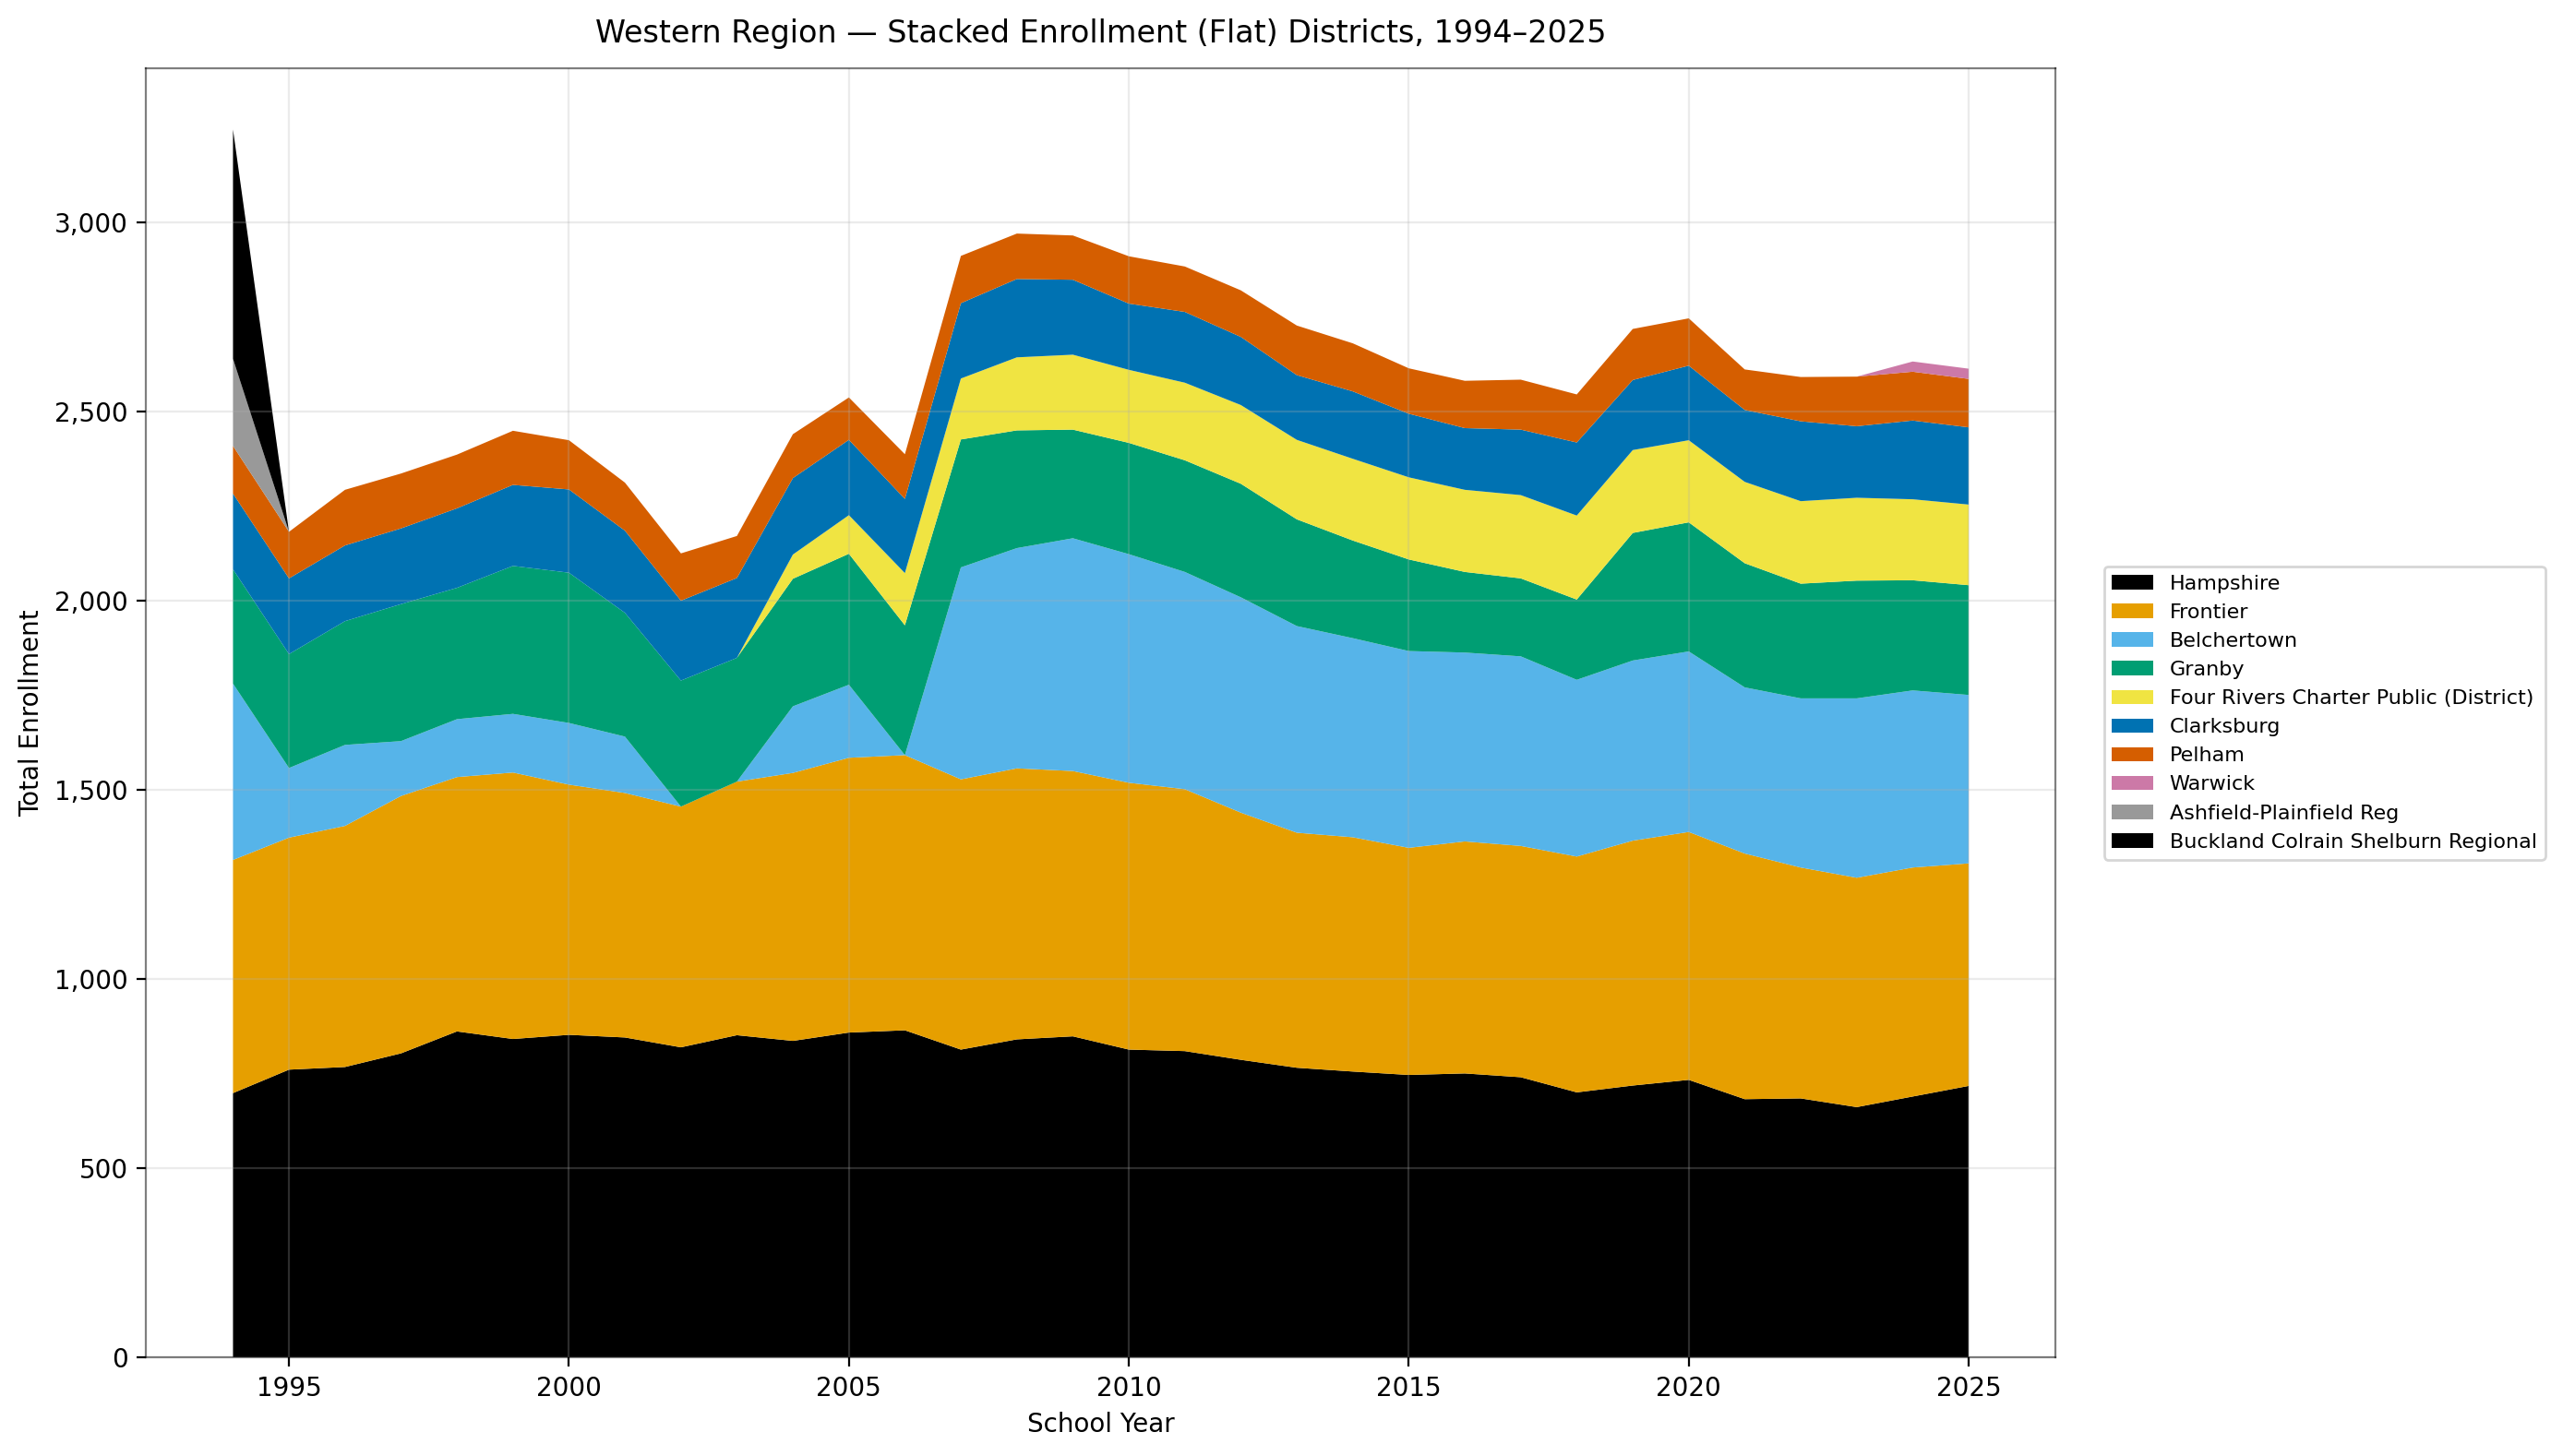 Western Region — Stacked Enrollment (Flat) Districts, 1994–2025
3,000
2,500
2,000
1,500
1,000
500
0
Total Enrollment
1995
2000
2005
2010
2015
2020
2025
School Year
Hampshire
Frontier
Belchertown
Granby
Four Rivers Charter Public (District)
Clarksburg
Pelham
Warwick
Ashfield-Plainfield Reg
Buckland Colrain Shelburn Regional